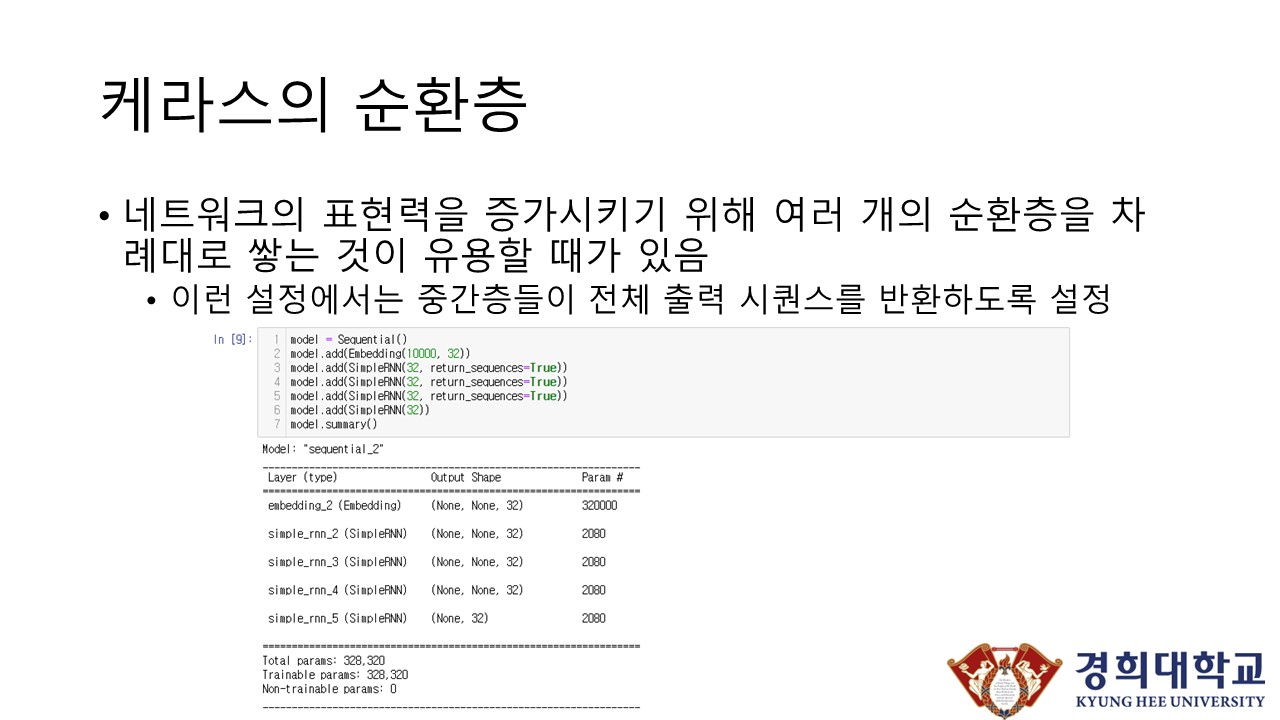 케라스의 순환층
• 네트워크의 표현력을 증가시키기 위해 여러 개의 순환층을 차
례대로 쌓는 것이 유용할 때가 있음
• 이런 설정에서는 중간층들이 전체 출력 시퀀스를 반환하도록 설정
In [9]:
1 model = Sequential()
2 model.add(Embedding(10000, 32))
3 model.add(SimpleRNN(32, return_sequences=True))
4 model.add(SimpleRNN(32, return_sequences=True))
5 model.add(SimpleRNN(32, return_sequences=True))
6 model.add(SimpleRNN(32))
7 model.summary()
Model: "sequential_2"
Layer (type) Output Shape Param #
embedding_2 (Embedding) (None, None, 32) 320000
simple_rnn_2 (SimpleRNN) (None, None, 32) 2080
simple_rnn_3 (SimpleRNN) (None, None, 32) 2080
simple_rnn_4 (SimpleRNN) (None, None, 32) 2080
simple_rnn_5 (SimpleRNN) (None, 32) 2080
Total params: 328,320
Trainable params: 328,320
Non-trainable params: 0
경희대학교
KYUNG HEE UNIVERSITY